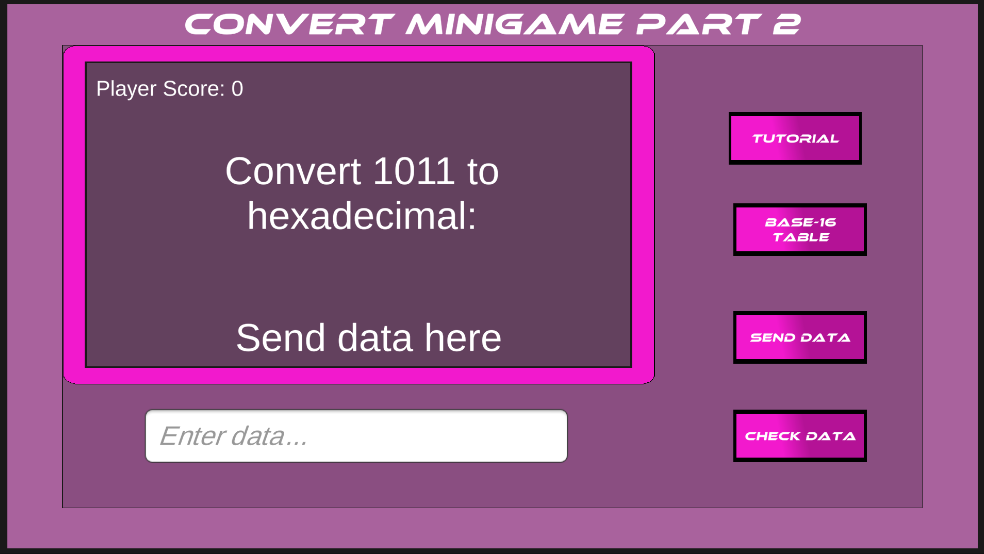 CONVERT MINIGAME PART 2
Player Score: 0
Convert 1011 to
hexadecimal:
Send data here
Enter data...
TUTORIAL
BASE-16
TABLE
SEND DATA
CHECK DATA